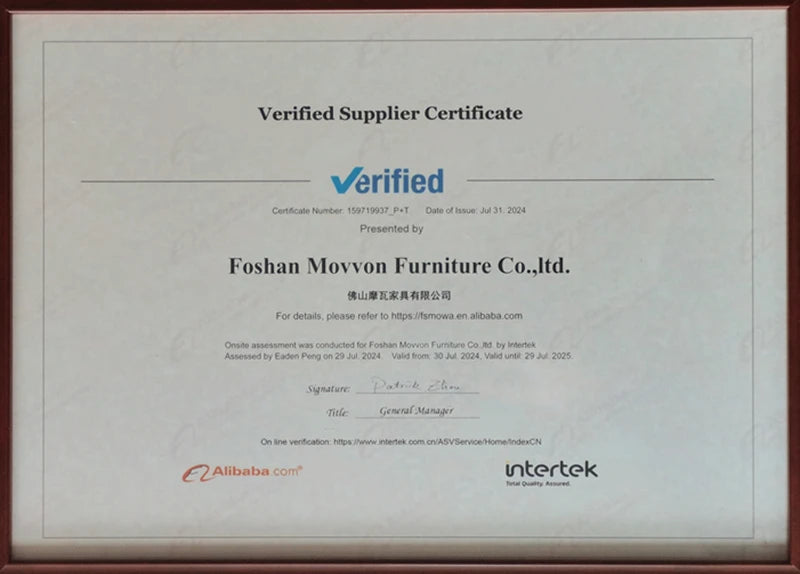 Verified Supplier Certificate
Verified
Certificate Number: 159719937_P+T Date of Issue: Jul 31. 2024
Presented by
Foshan Movvon Furniture Co.,ltd.
佛山摩瓦家具有限公司
For details, please refer to https://fsmowa.en.alibaba.com
Onsite assessment was conducted for Foshan Movvon Furniture Co.,ltd. by Intertek
Assessed by Eaden Peng on 29 Jul. 2024. Valid from: 30 Jul. 2024, Valid until: 29 Jul. 2025.
Signature: Patrick
Title: General Manager
On line verification: https://www.intertek.com.cn/ASVService/Home/IndexCN
Alibaba.com®
intertek
Total Quality. Assured.